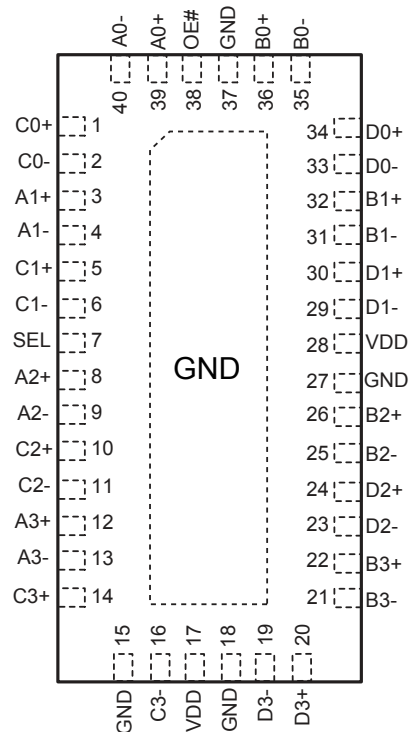 A0- A0+ OE# GND B0+ B0-
40 39 38 37 36 35
C0+ 1 34 D0+
C0- 2 33 D0-
A1+ 3 32 B1+
A1- 4 31 B1-
C1+ 5 30 D1+
C1- 6 29 D1-
SEL 7 28 VDD
A2+ 8 27 GND
GND
A2- 9 26 B2+
C2+ 10 25 B2-
C2- 11 24 D2+
A3+ 12 23 D2-
A3- 13 22 B3+
C3+ 14 21 B3-
15 16 17 18 19 20
GND C3- VDD GND D3- D3+